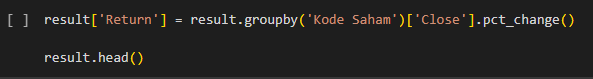 [ ] result['Return'] = result.groupby('Kode Saham')['Close'].pct_change()
result.head()